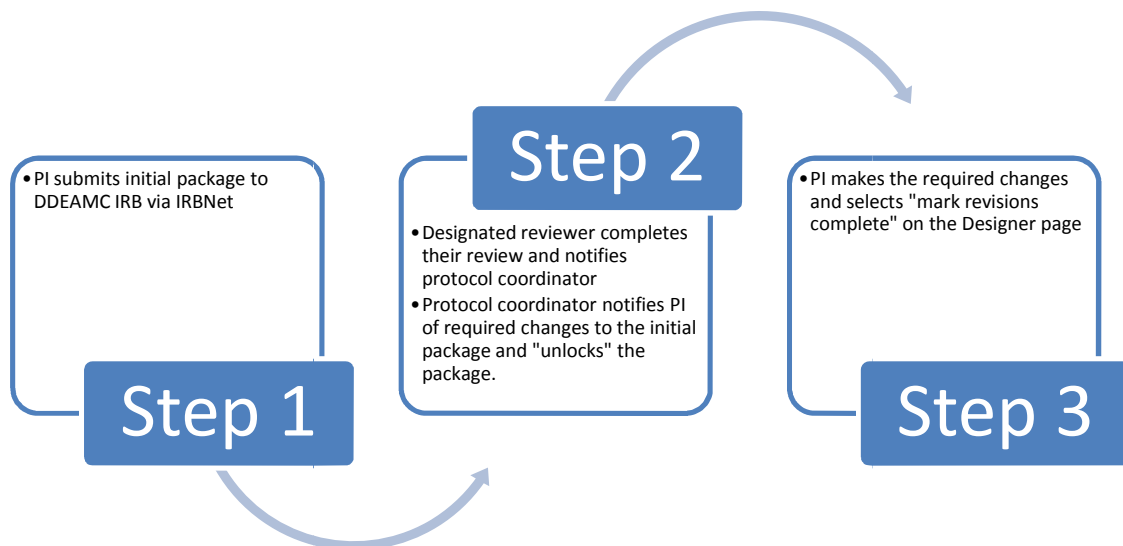 •PI submits initial package to
DDEAMC IRB via IRBNet
Step 1
Step 2
•Designated reviewer completes
their review and notifies
protocol coordinator
•Protocol coordinator notifies PI
of required changes to the initial
package and "unlocks" the
package.
•PI makes the required changes
and selects "mark revisions
complete" on the Designer page
Step 3